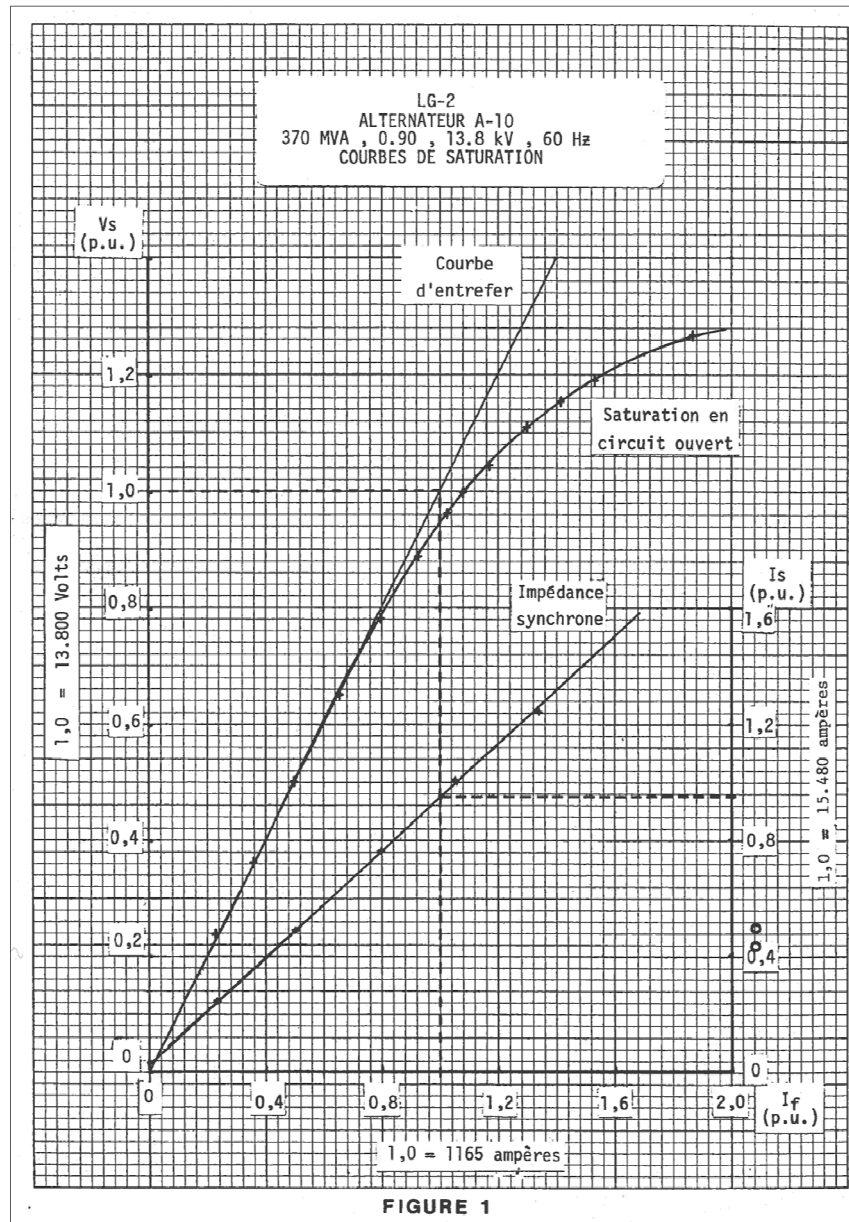 LG-2
ALTERNATEUR A-10
370 MVA , 0.90 , 13.8 kV , 60 Hz
COURBES DE SATURATION
Vs
(p.u.)
Courbe
d'entrefer
1,2
Saturation en
circuit ouvert
1,0
1,0 = 13.800 Volts
Impédance
synchrone
Is
(p.u.)
0,8
1,6
0,6
1,2
1,0 = 15.480 ampères
0,4
0,8
0,2
0,4
0
0
0
0,4
0,8
1,2
1,6
2,0
If
(p.u.)
1,0 = 1165 ampères
FIGURE 1